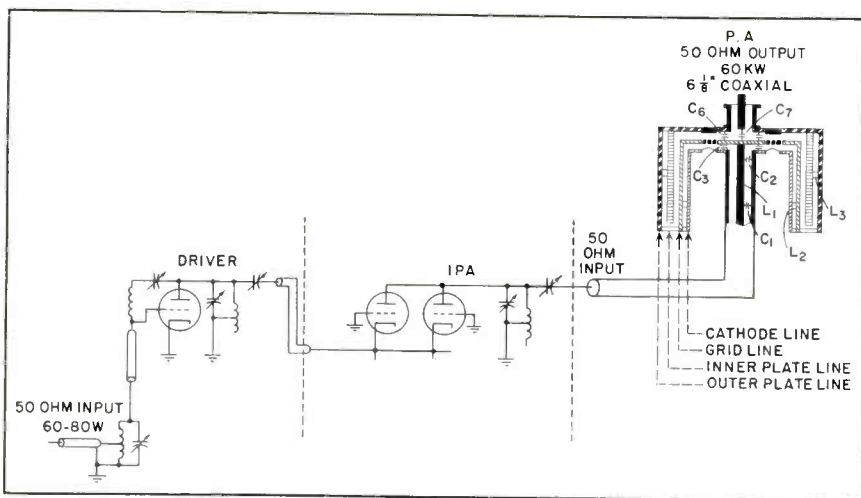 P.A
50 OHM OUTPUT
60 KW
6 1/8" COAXIAL
C6
C7
C3
C2
L1
L3
C1
L2
DRIVER
IPA
50
OHM
INPUT
50 OHM INPUT
60-80W
CATHODE LINE
GRID LINE
INNER PLATE LINE
OUTER PLATE LINE